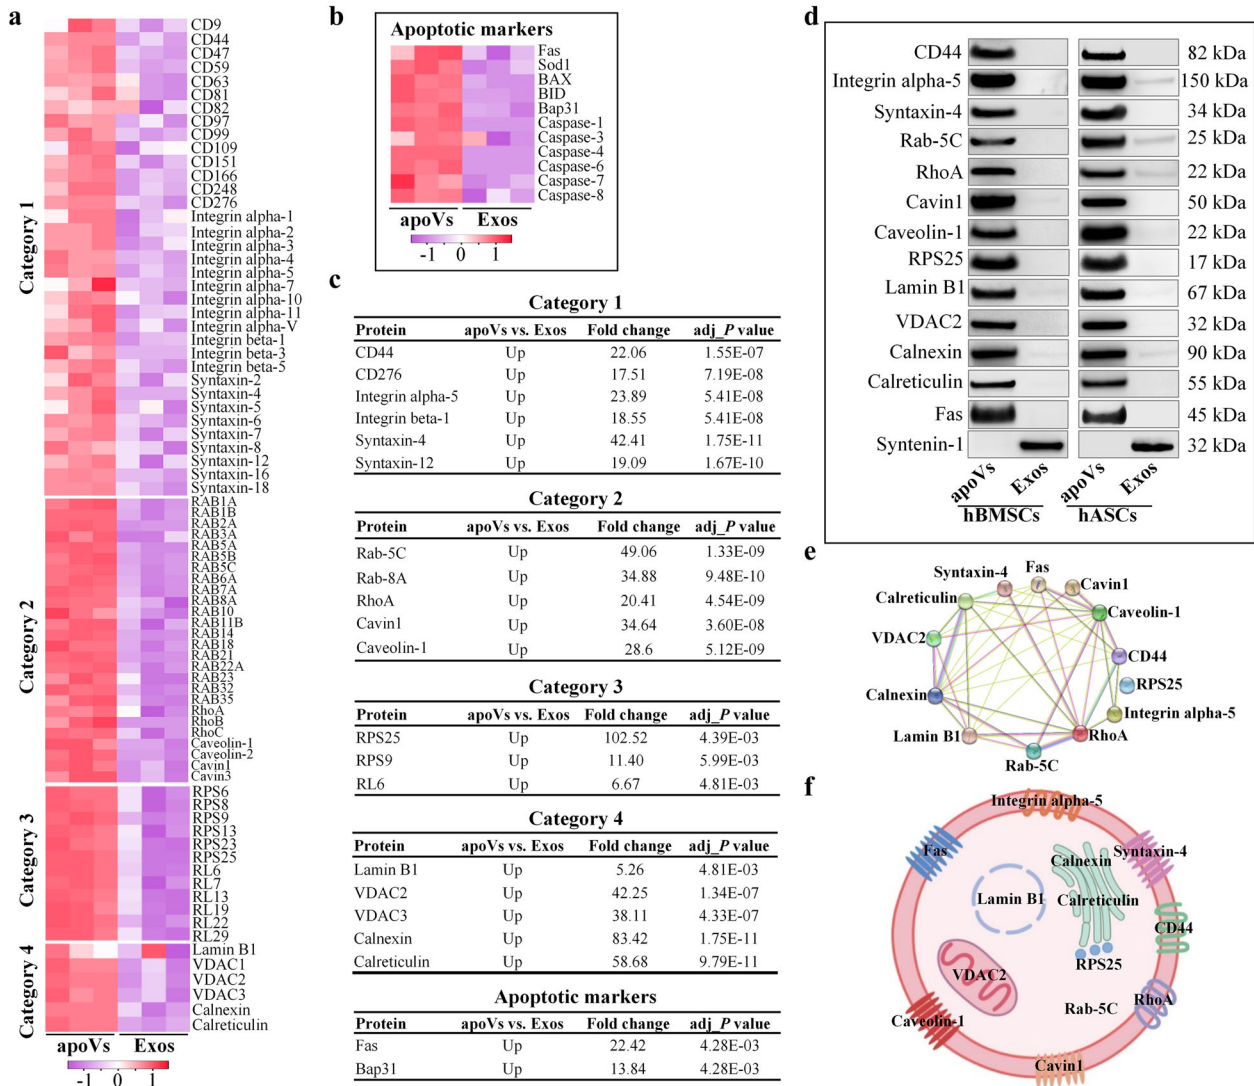 a
Category 1
CD9
CD44
CD47
CD59
CD63
CD81
CD82
CD97
CD99
CD109
CD151
CD166
CD248
CD276
Integrin alpha-1
Integrin alpha-2
Integrin alpha-3
Integrin alpha-4
Integrin alpha-5
Integrin alpha-7
Integrin alpha-10
Integrin alpha-11
Integrin alpha-V
Integrin beta-1
Integrin beta-3
Integrin beta-5
Syntaxin-2
Syntaxin-4
Syntaxin-5
Syntaxin-6
Syntaxin-7
Syntaxin-8
Syntaxin-12
Syntaxin-16
Syntaxin-18
Category 2
RAB1A
RAB1B
RAB2A
RAB3A
RAB5A
RAB5B
RAB5C
RAB6A
RAB7A
RAB8A
RAB10
RAB11B
RAB14
RAB18
RAB21
RAB22A
RAB23
RAB32
RAB35
RhoA
RhoB
RhoC
Caveolin-1
Caveolin-2
Cavin1
Cavin3
Category 3
RPS6
RPS8
RPS9
RPS13
RPS23
RPS25
RL6
RL7
RL13
RL19
RL22
RL29
Category 4
Lamin B1
VDAC1
VDAC2
VDAC3
Calnexin
Calreticulin
apoVs Exos
-1 0 1
b
Apoptotic markers
Fas
Sod1
BAX
BID
Bap31
Caspase-1
Caspase-3
Caspase-4
Caspase-6
Caspase-7
Caspase-8
apoVs Exos
-1 0 1
c
Category 1
Protein apoVs vs. Exos Fold change adj_P value
CD44 Up 22.06 1.55E-07
CD276 Up 17.51 7.19E-08
Integrin alpha-5 Up 23.89 5.41E-08
Integrin beta-1 Up 18.55 5.41E-08
Syntaxin-4 Up 42.41 1.75E-11
Syntaxin-12 Up 19.09 1.67E-10
Category 2
Protein apoVs vs. Exos Fold change adj_P value
Rab-5C Up 49.06 1.33E-09
Rab-8A Up 34.88 9.48E-10
RhoA Up 20.41 4.54E-09
Cavin1 Up 34.64 3.60E-08
Caveolin-1 Up 28.6 5.12E-09
Category 3
Protein apoVs vs. Exos Fold change adj_P value
RPS25 Up 102.52 4.39E-03
RPS9 Up 11.40 5.99E-03
RL6 Up 6.67 4.81E-03
Category 4
Protein apoVs vs. Exos Fold change adj_P value
Lamin B1 Up 5.26 4.81E-03
VDAC2 Up 42.25 1.34E-07
VDAC3 Up 38.11 4.33E-07
Calnexin Up 83.42 1.75E-11
Calreticulin Up 58.68 9.79E-11
Apoptotic markers
Protein apoVs vs. Exos Fold change adj_P value
Fas Up 22.42 4.28E-03
Bap31 Up 13.84 4.28E-03
d
CD44 82 kDa
Integrin alpha-5 150 kDa
Syntaxin-4 34 kDa
Rab-5C 25 kDa
RhoA 22 kDa
Cavin1 50 kDa
Caveolin-1 22 kDa
RPS25 17 kDa
Lamin B1 67 kDa
VDAC2 32 kDa
Calnexin 90 kDa
Calreticulin 55 kDa
Fas 45 kDa
Syntenin-1 32 kDa
apoVs Exos apoVs Exos
hBMSCs hASCs
e
Fas
Syntaxin-4
Cavin1
Calreticulin
Caveolin-1
VDAC2
CD44
RPS25
Calnexin
Integrin alpha-5
Lamin B1
RhoA
Rab-5C
f
Integrin alpha-5
Fas
Syntaxin-4
Calnexin
Lamin B1
Calreticulin
CD44
RPS25
VDAC2
RhoA
Rab-5C
Caveolin-1
Cavin1